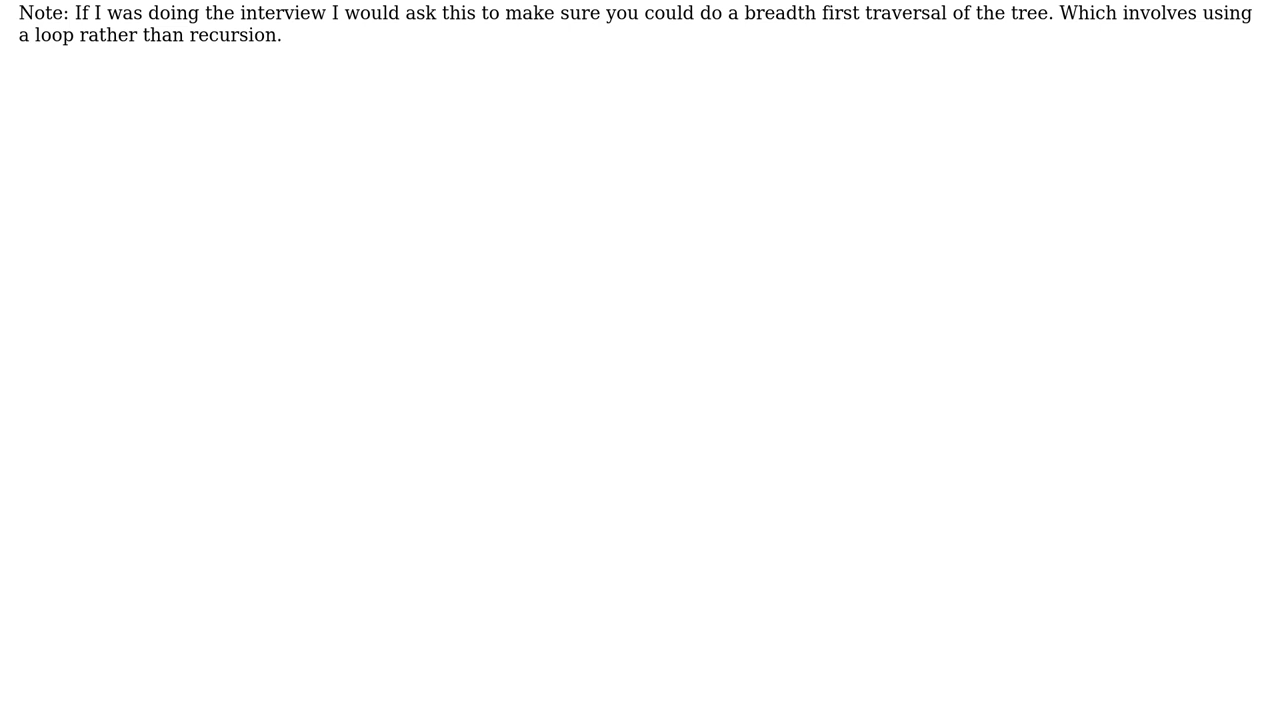 Note: If I was doing the interview I would ask this to make sure you could do a breadth first traversal of the tree. Which involves using
a loop rather than recursion.